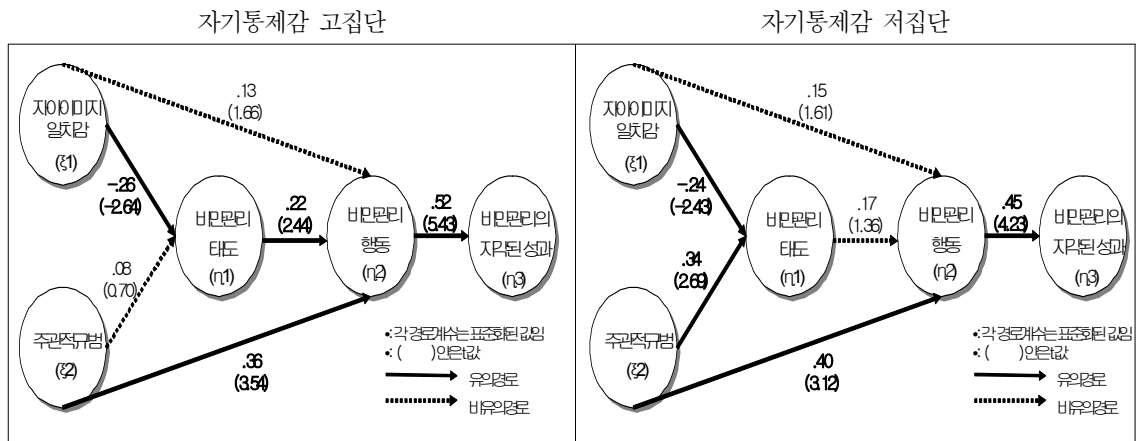 자기통제감 고집단
자기통제감 저집단
.13
(1.66)
자아이미지
일치감
(ξ1)
-.26
(-2.64)
비만관리
태도
(η1)
.22
(2.44)
비만관리
행동
(η2)
.52
(5.43)
비만관리의
지각된 성과
(η3)
.08
(0.70)
주관적규범
(ξ2)
.36
(3.54)
•: 각 경로계수는 표준화된 값임
•: ( )안은 t값
유의경로
비유의경로
.15
(1.61)
자아이미지
일치감
(ξ1)
-.24
(-2.43)
비만관리
태도
(η1)
.17
(1.36)
비만관리
행동
(η2)
.45
(4.23)
비만관리의
지각된 성과
(η3)
.34
(2.69)
주관적규범
(ξ2)
.40
(3.12)
•: 각 경로계수는 표준화된 값임
•: ( )안은 t값
유의경로
비유의경로